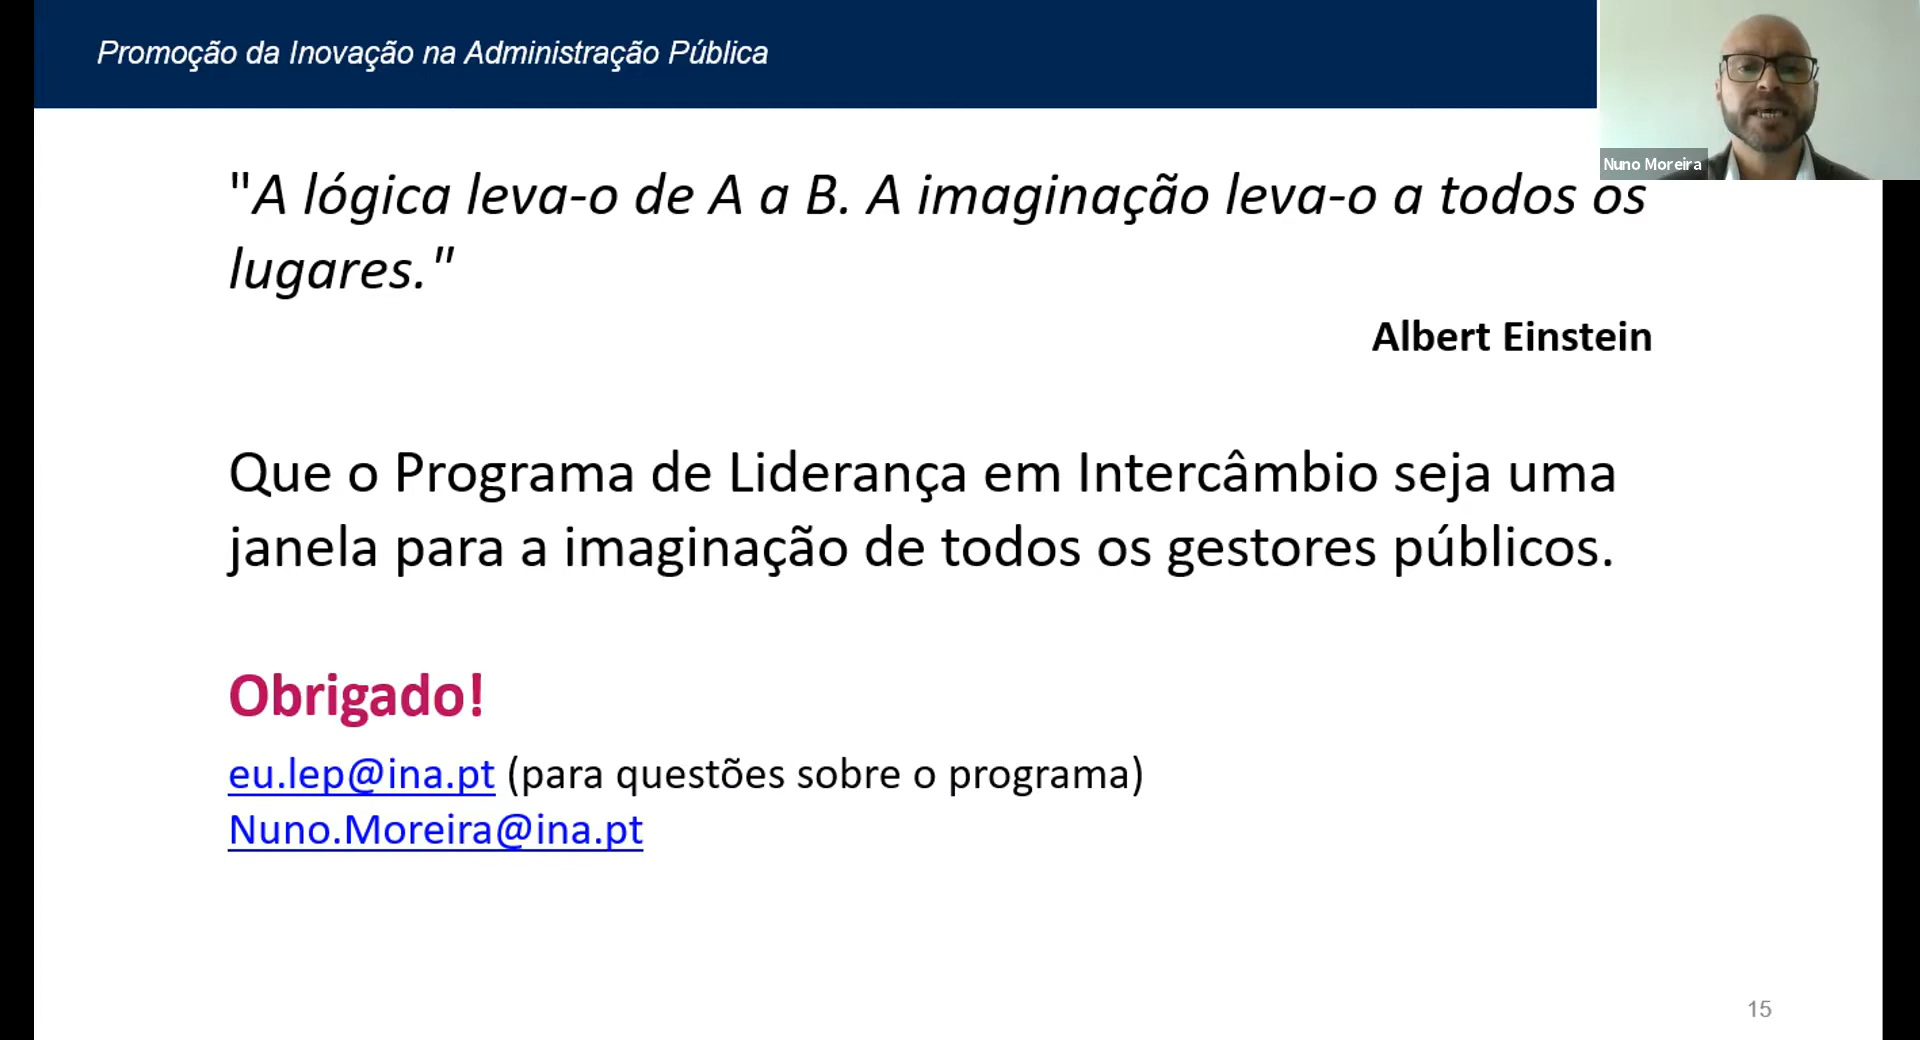 Promoção da Inovação na Administração Pública
Nuno Moreira
"A lógica leva-o de A a B. A imaginação leva-o a todos os
lugares."
Albert Einstein
Que o Programa de Liderança em Intercâmbio seja uma
janela para a imaginação de todos os gestores públicos.
Obrigado!
eu.lep@ina.pt (para questões sobre o programa)
Nuno.Moreira@ina.pt
15